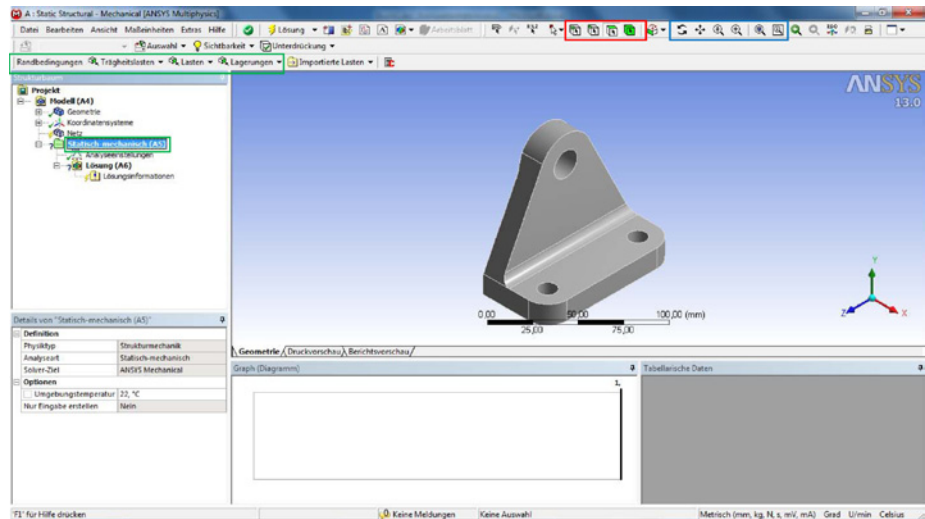 A : Static Structural - Mechanical [ANSYS Multiphysics]
Datei Bearbeiten Ansicht Maßeinheiten Extras Hilfe Lösung Arbeitsblatt
Auswahl Sichtbarkeit Unterdrückung
Randbedingungen Trägheitslasten Lasten Lagerungen Importierte Lasten
Strukturbaum
Projekt
Modell (A4)
Geometrie
Koordinatensysteme
Netz
Statisch-mechanisch (A5)
Analyseeinstellungen
Lösung (A6)
Lösungsinformationen
ANSYS
13.0
Y
Z
X
0,00 50,00 100,00 (mm)
25,00 75,00
Details von "Statisch-mechanisch (A5)"
Definition
Physiktyp Strukturmechanik
Analyseart Statisch-mechanisch
Solver-Ziel ANSYS Mechanical
Optionen
Umgebungstemperatur 22, °C
Nur Eingabe erstellen Nein
Geometrie Druckvorschau Berichtsvorschau
Graph (Diagramm)
1,
Tabellarische Daten
'F1' für Hilfe drücken
Keine Meldungen
Keine Auswahl
Metrisch (mm, kg, N, s, mV, mA) Grad U/min Celsius